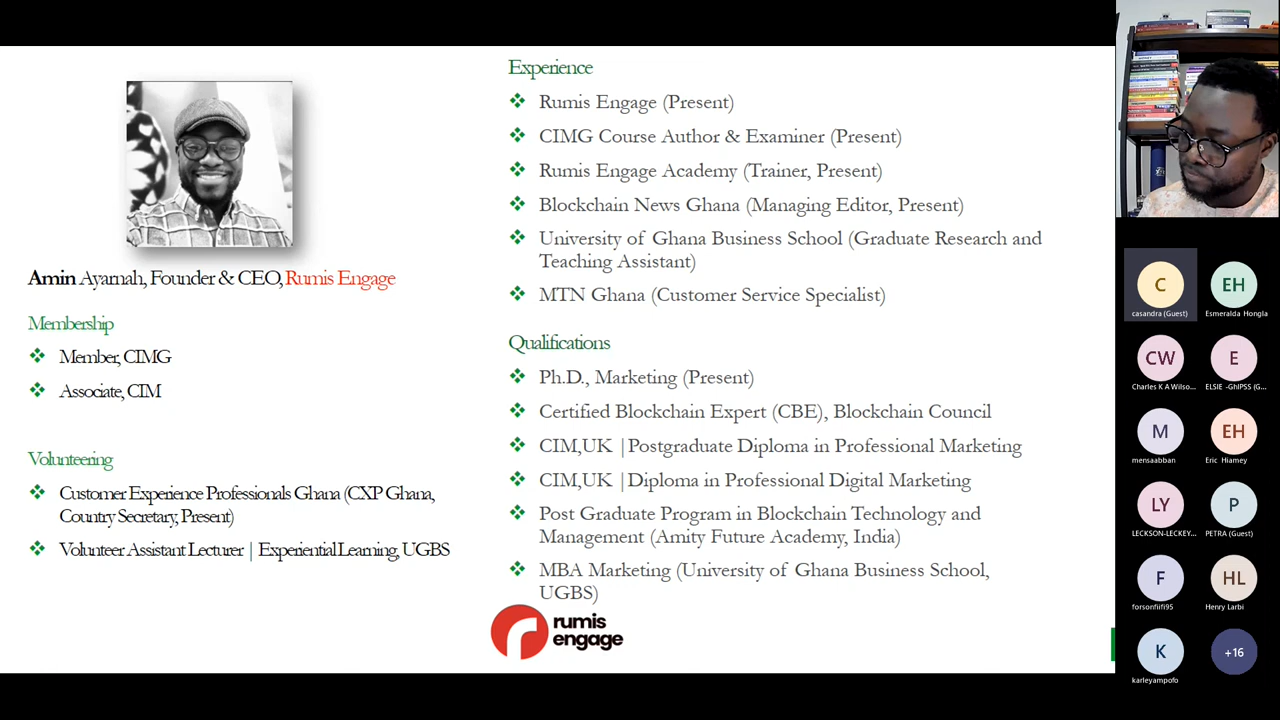 Amin Ayarnah, Founder & CEO, Rumis Engage
Membership
Member, CIMG
Associate, CIM
Volunteering
Customer Experience Professionals Ghana (CXP Ghana,
Country Secretary, Present)
Volunteer Assistant Lecturer | Experiential Learning, UGBS
Experience
Rumis Engage (Present)
CIMG Course Author & Examiner (Present)
Rumis Engage Academy (Trainer, Present)
Blockchain News Ghana (Managing Editor, Present)
University of Ghana Business School (Graduate Research and
Teaching Assistant)
MTN Ghana (Customer Service Specialist)
Qualifications
Ph.D., Marketing (Present)
Certified Blockchain Expert (CBE), Blockchain Council
CIM,UK |Postgraduate Diploma in Professional Marketing
CIM,UK |Diploma in Professional Digital Marketing
Post Graduate Program in Blockchain Technology and
Management (Amity Future Academy, India)
MBA Marketing (University of Ghana Business School,
UGBS)
rumis
engage
C
casandra (Guest)
EH
Esmeralda Hongla
CW
Charles K A Wilso...
E
ELSIE -GhIPSS (G...
M
mensaabban
EH
Eric Hiamey
LY
LECKSON-LECKEY...
P
PETRA (Guest)
F
forsonfiifi95
HL
Henry Larbi
K
karleyampofo
+16